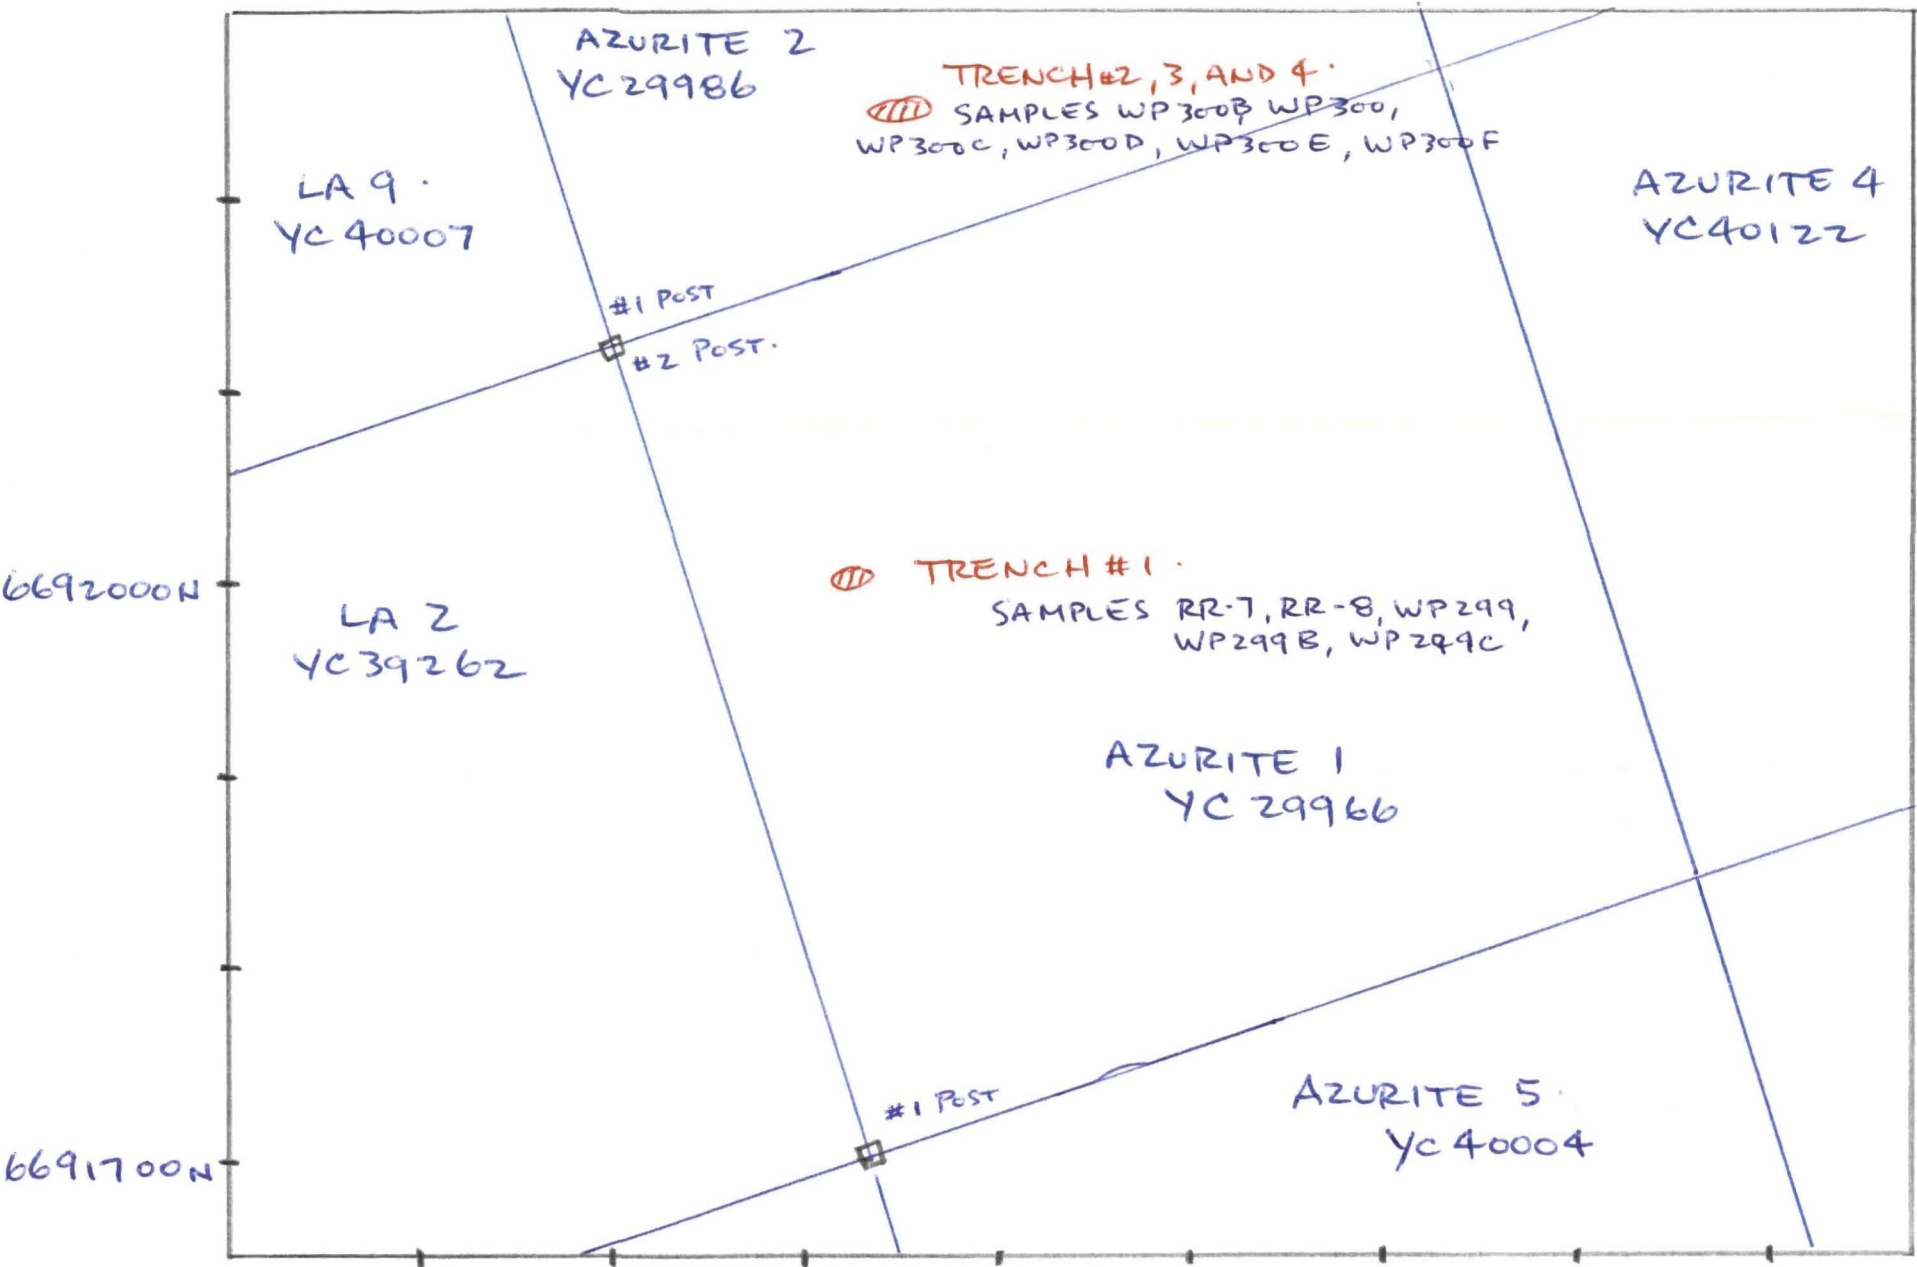 AZURITE 2
YC 29986
TRENCH #2, 3, AND 4.
SAMPLES WP300B WP300,
WP300C, WP300D, WP300E, WP300F
LA 9.
YC 40007
AZURITE 4
YC40122
#1 POST
#2 POST.
6692000N
TRENCH #1.
SAMPLES RR-7, RR-8, WP299,
WP299B, WP299C
LA 2
YC39262
AZURITE 1
YC 29966
#1 POST
AZURITE 5.
YC 40004
6691700N